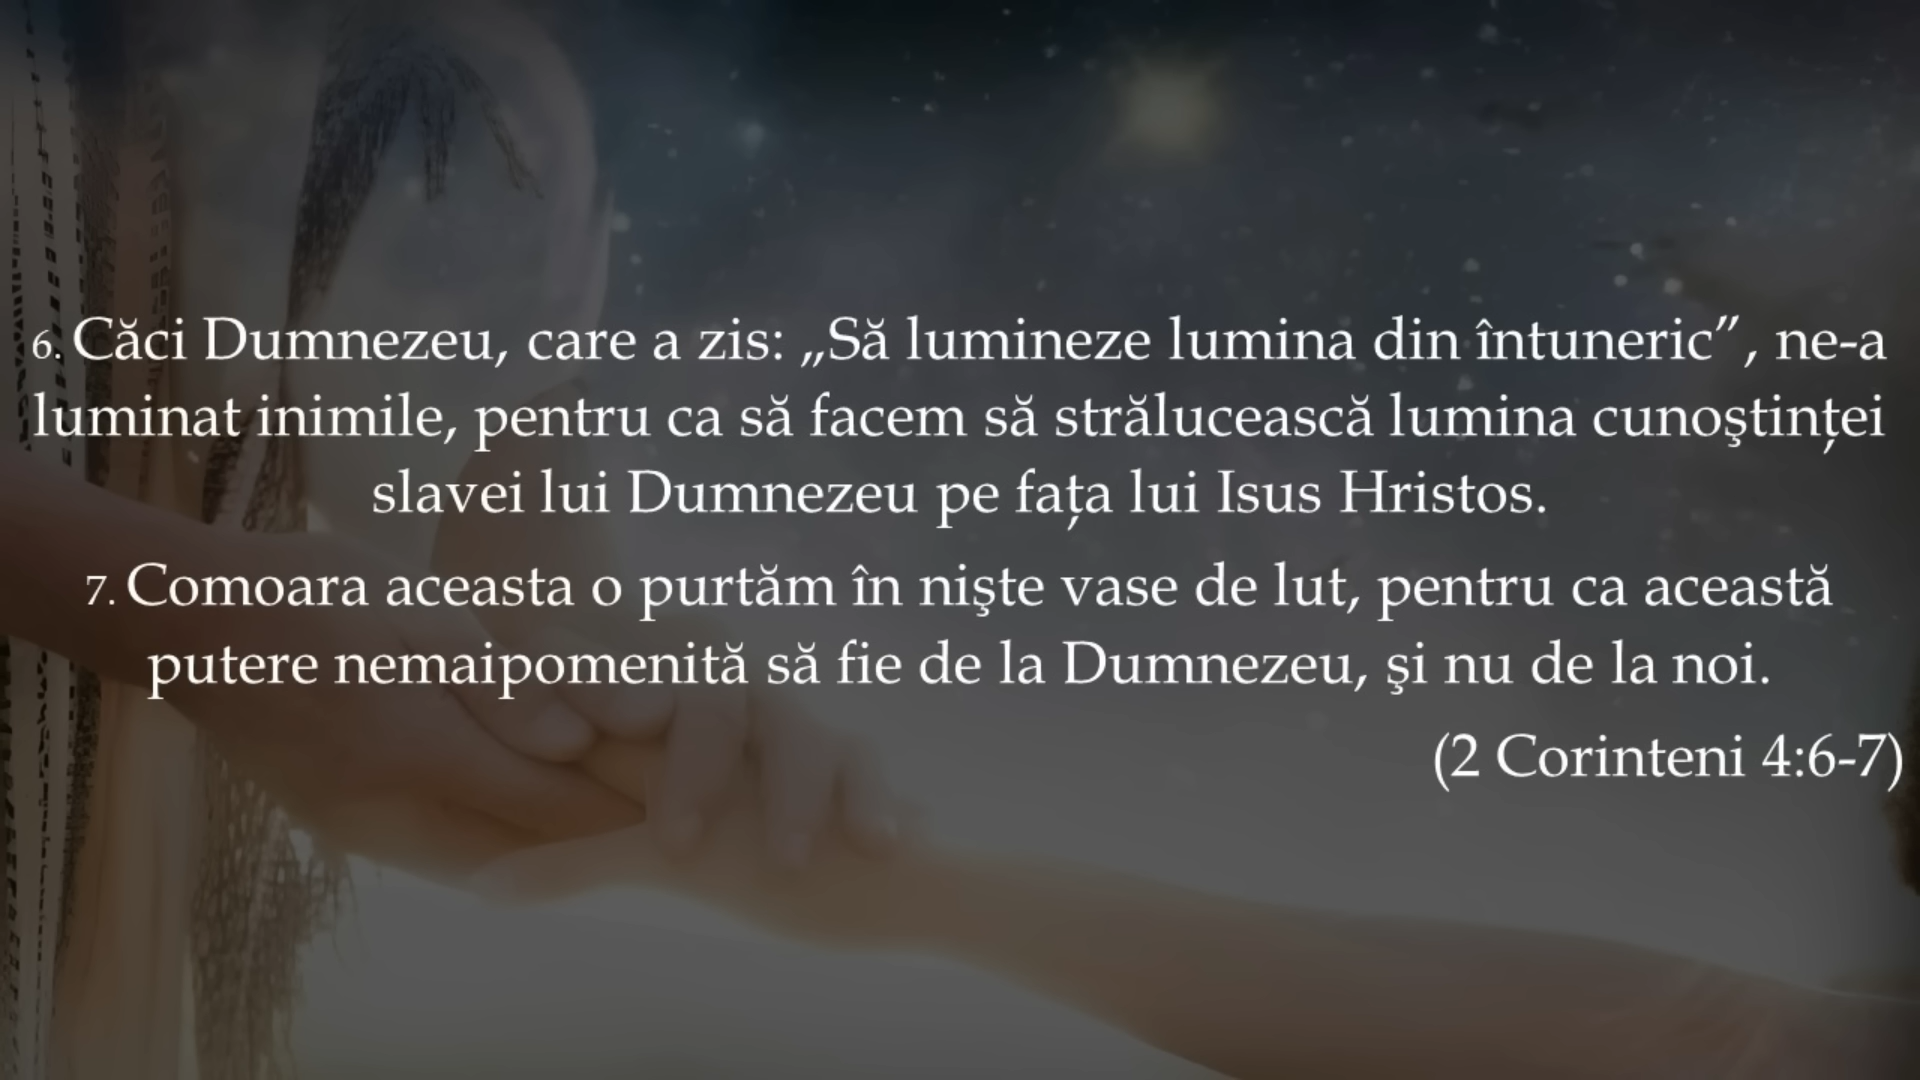 6. Căci Dumnezeu, care a zis: „Să lumineze lumina din întuneric”, ne-a
luminat inimile, pentru ca să facem să strălucească lumina cunoştinţei
slavei lui Dumnezeu pe faţa lui Isus Hristos.
7. Comoara aceasta o purtăm în nişte vase de lut, pentru ca această
putere nemaipomenită să fie de la Dumnezeu, şi nu de la noi.
(2 Corinteni 4:6-7)